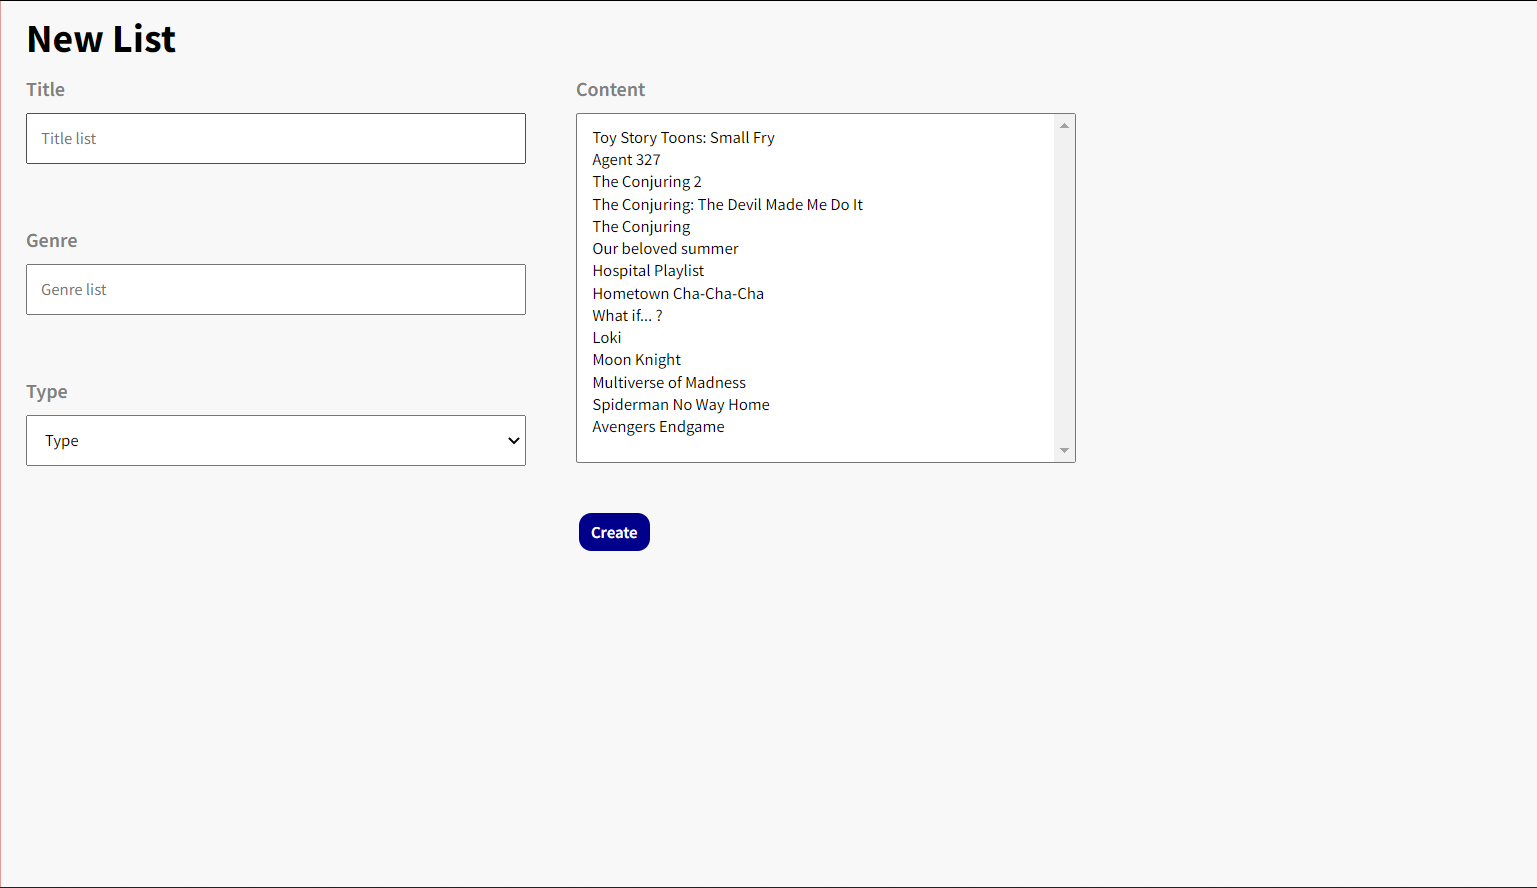 New List
Title
Title list
Genre
Genre list
Type
Type
Content
Toy Story Toons: Small Fry
Agent 327
The Conjuring 2
The Conjuring: The Devil Made Me Do It
The Conjuring
Our beloved summer
Hospital Playlist
Hometown Cha-Cha-Cha
What if... ?
Loki
Moon Knight
Multiverse of Madness
Spiderman No Way Home
Avengers Endgame
Create